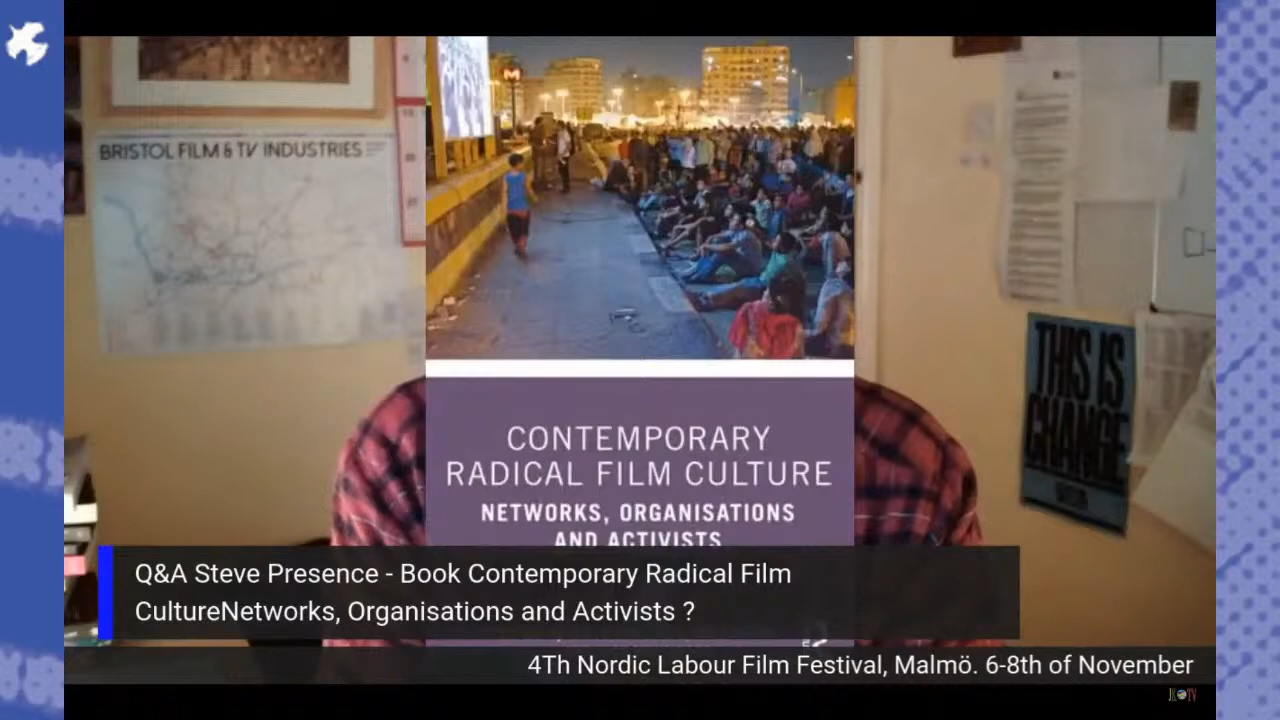 BRISTOL FILM & TV INDUSTRIES
M
THIS IS
CHANGE
CONTEMPORARY
RADICAL FILM CULTURE
NETWORKS, ORGANISATIONS
AND ACTIVISTS
Q&A Steve Presence - Book Contemporary Radical Film
CultureNetworks, Organisations and Activists ?
4Th Nordic Labour Film Festival, Malmö. 6-8th of November